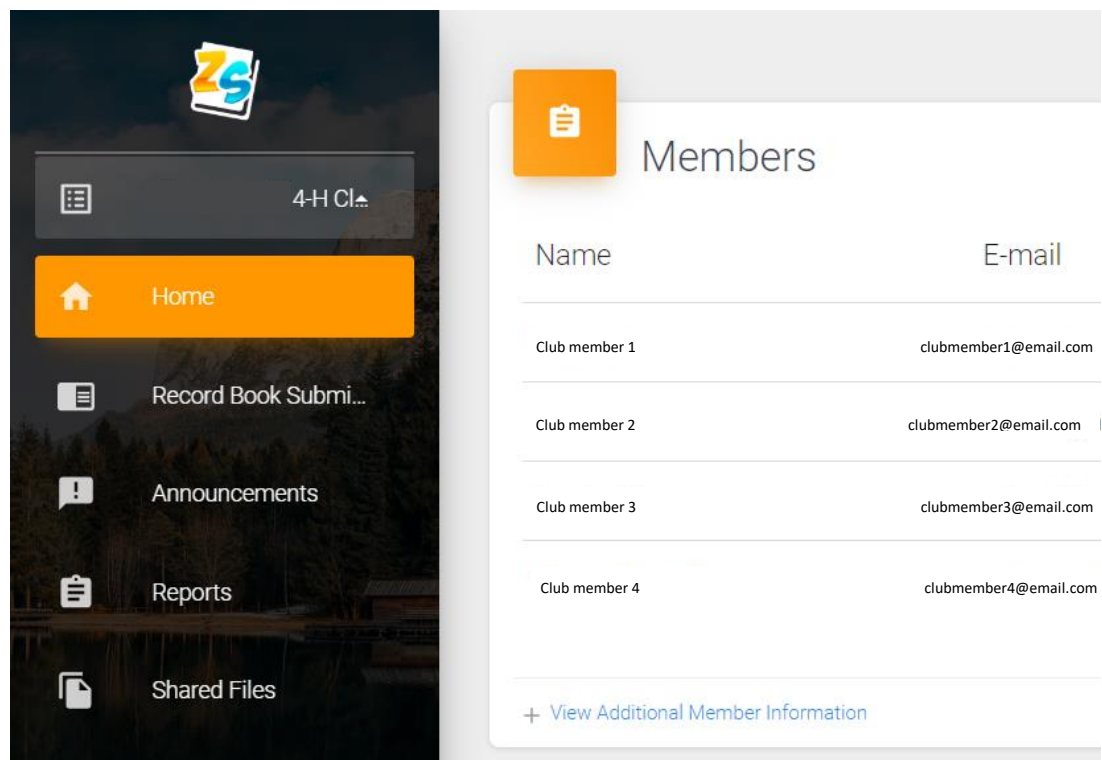 ZS
4-H Cl
Home
Record Book Submi...
Announcements
Reports
Shared Files
Members
Name E-mail
Club member 1 clubmember1@email.com
Club member 2 clubmember2@email.com
Club member 3 clubmember3@email.com
Club member 4 clubmember4@email.com
+ View Additional Member Information